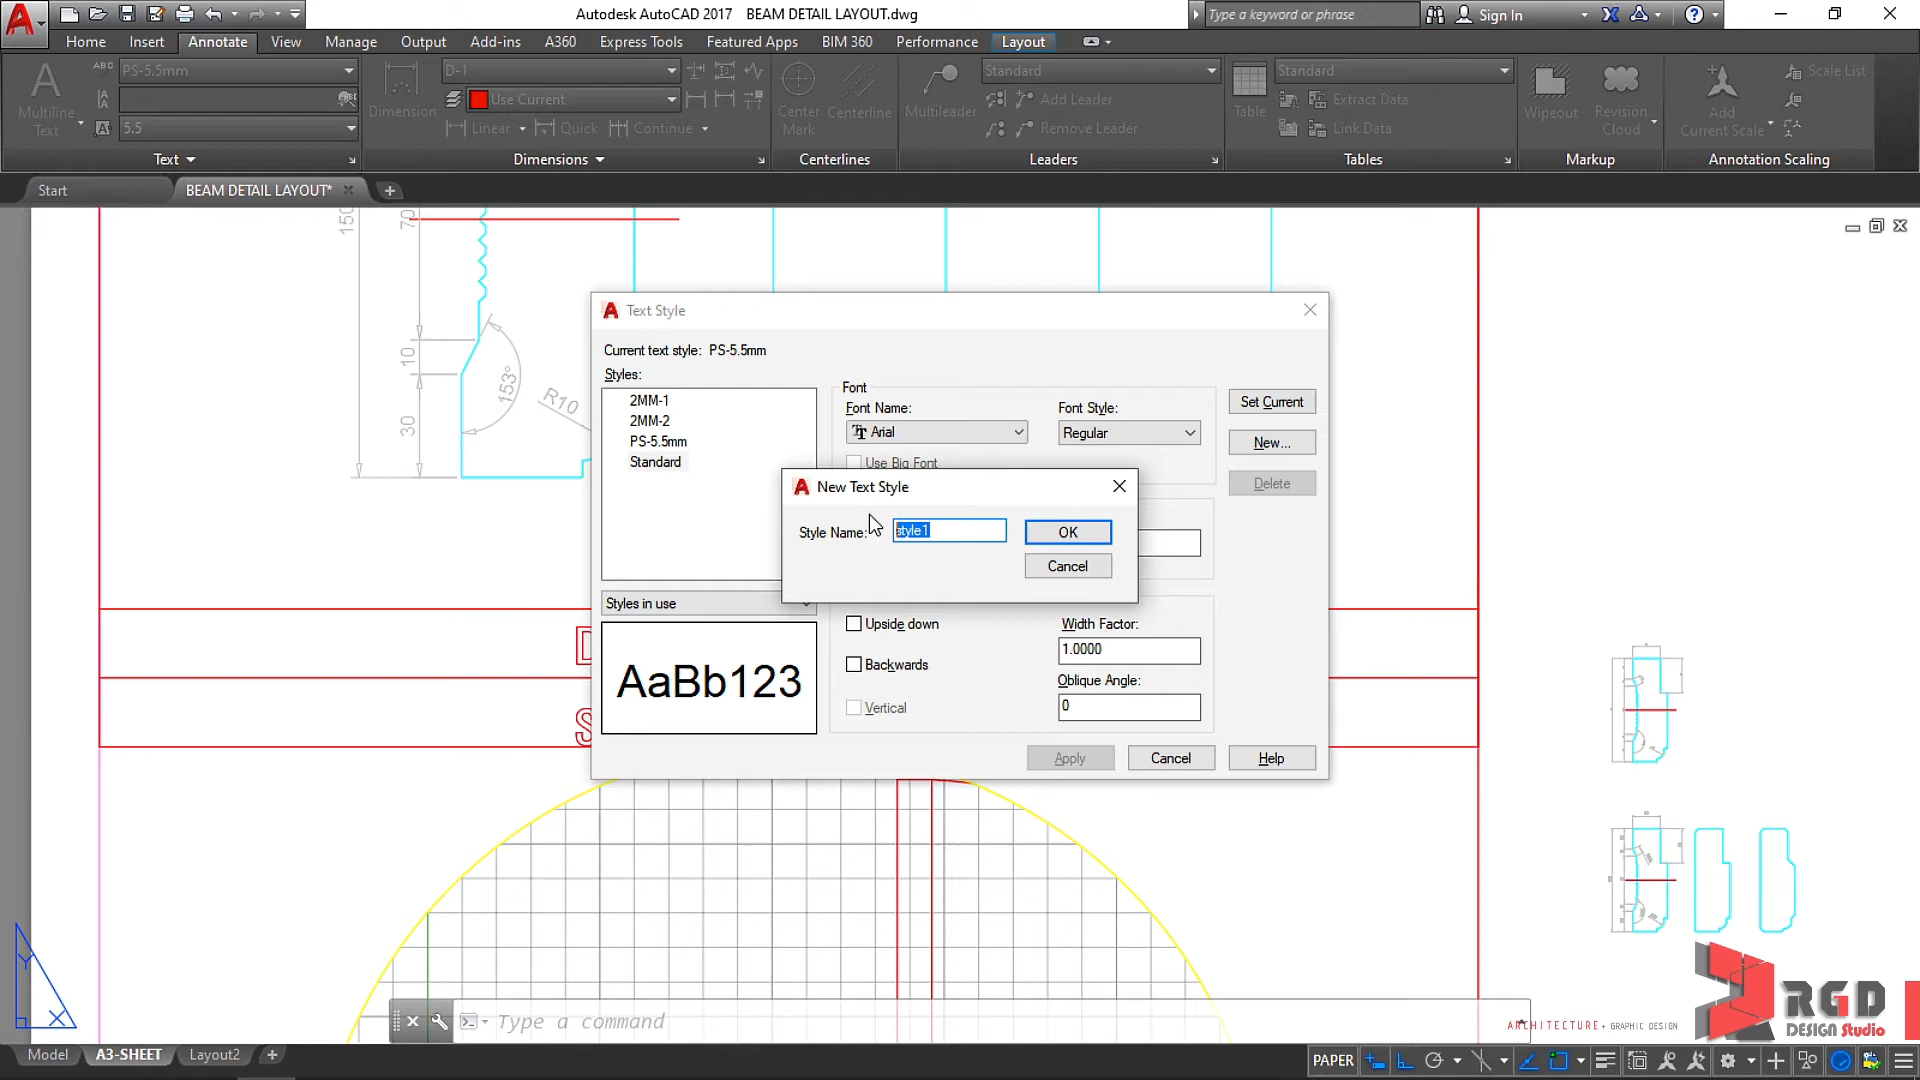 Autodesk AutoCAD 2017 BEAM DETAIL LAYOUT.dwg
Type a keyword or phrase
Sign In
Home Insert Annotate View Manage Output Add-ins A360 Express Tools Featured Apps BIM 360 Performance Layout
ABC PS-5.5mm D-1 Standard Standard Scale List
Multiline Text
5.5
Dimension
Use Current
Linear Quick Continue
Center Mark
Centerline
Multileader
Add Leader
Remove Leader
Table
Extract Data
Link Data
Wipeout
Revision Cloud
Add Current Scale
Text Dimensions Centerlines Leaders Tables Markup Annotation Scaling
Start BEAM DETAIL LAYOUT*
150
70
10
153°
R10
30
Text Style
Current text style: PS-5.5mm
Styles:
2MM-1
2MM-2
PS-5.5mm
Standard
Font
Font Name:
Arial
Font Style:
Regular
Use Big Font
Set Current
New...
Delete
New Text Style
Style Name: style1
OK
Cancel
Styles in use
AaBb123
Upside down
Backwards
Vertical
Width Factor:
1.0000
Oblique Angle:
0
Apply Cancel Help
D
S
Y
X
Type a command
RGD
DESIGN Studio
ARCHITECTURE + GRAPHIC DESIGN
Model A3-SHEET Layout2
PAPER